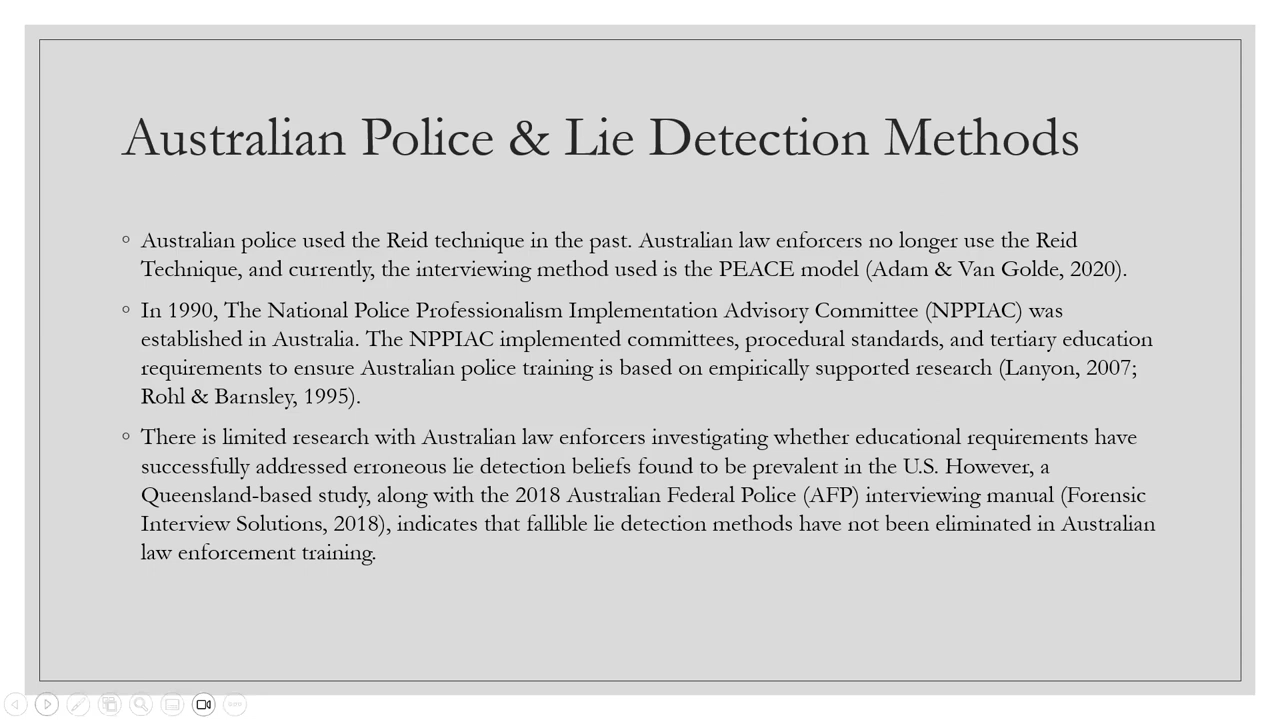 Australian Police & Lie Detection Methods
Australian police used the Reid technique in the past. Australian law enforcers no longer use the Reid
Technique, and currently, the interviewing method used is the PEACE model (Adam & Van Golde, 2020).
In 1990, The National Police Professionalism Implementation Advisory Committee (NPPIAC) was
established in Australia. The NPPIAC implemented committees, procedural standards, and tertiary education
requirements to ensure Australian police training is based on empirically supported research (Lanyon, 2007;
Rohl & Barnsley, 1995).
There is limited research with Australian law enforcers investigating whether educational requirements have
successfully addressed erroneous lie detection beliefs found to be prevalent in the U.S. However, a
Queensland-based study, along with the 2018 Australian Federal Police (AFP) interviewing manual (Forensic
Interview Solutions, 2018), indicates that fallible lie detection methods have not been eliminated in Australian
law enforcement training.